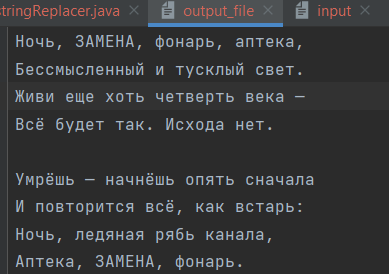 stringReplacer.java
output_file
input
Ночь, ЗАМЕНА, фонарь, аптека,
Бессмысленный и тусклый свет.
Живи еще хоть четверть века —
Всё будет так. Исхода нет.
Умрёшь — начнёшь опять сначала
И повторится всё, как встарь:
Ночь, ледяная рябь канала,
Аптека, ЗАМЕНА, фонарь.